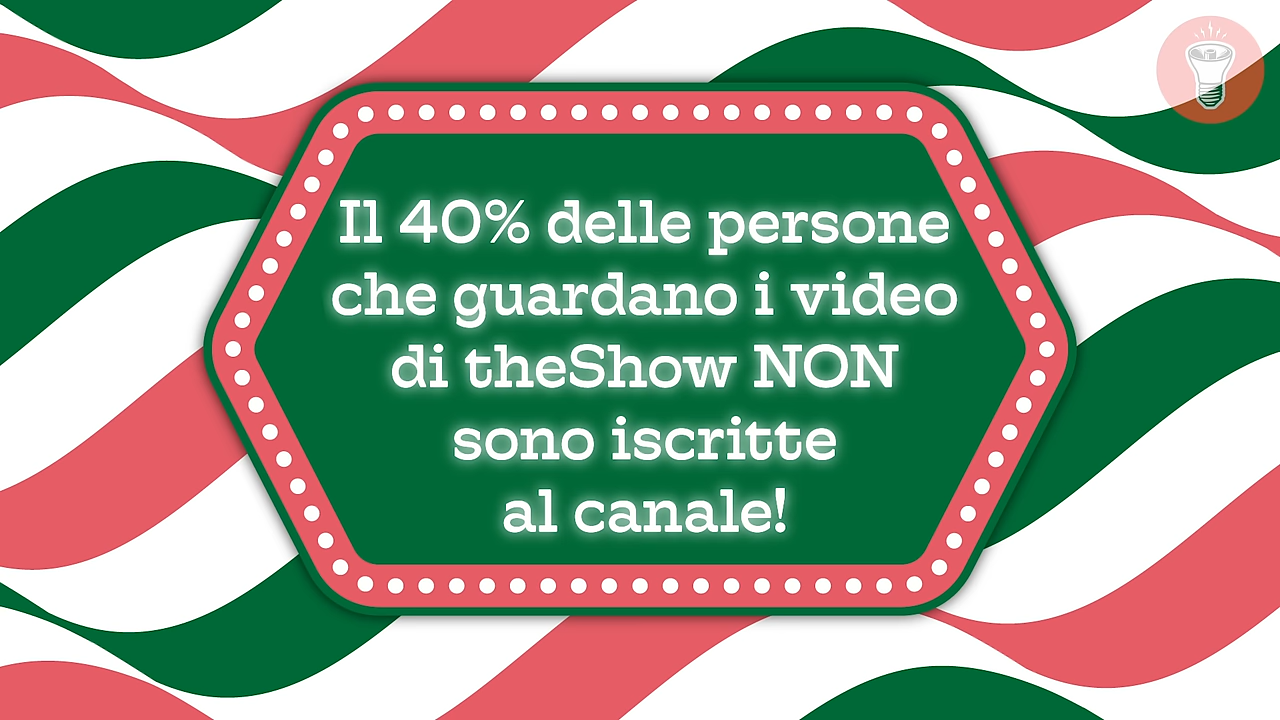 Il 40% delle persone
che guardano i video
di theShow NON
sono iscritte
al canale!